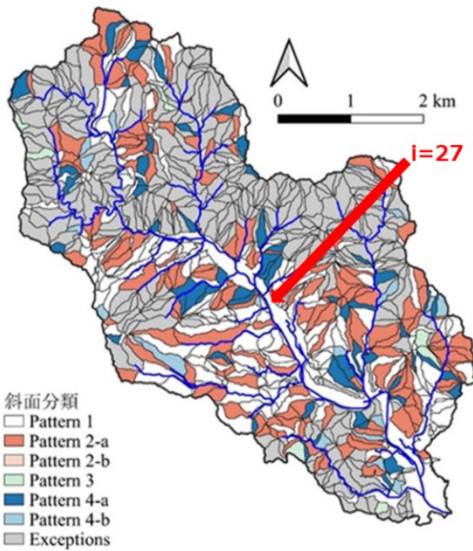 0 1 2 km
i=27
斜面分類
Pattern 1
Pattern 2-a
Pattern 2-b
Pattern 3
Pattern 4-a
Pattern 4-b
Exceptions